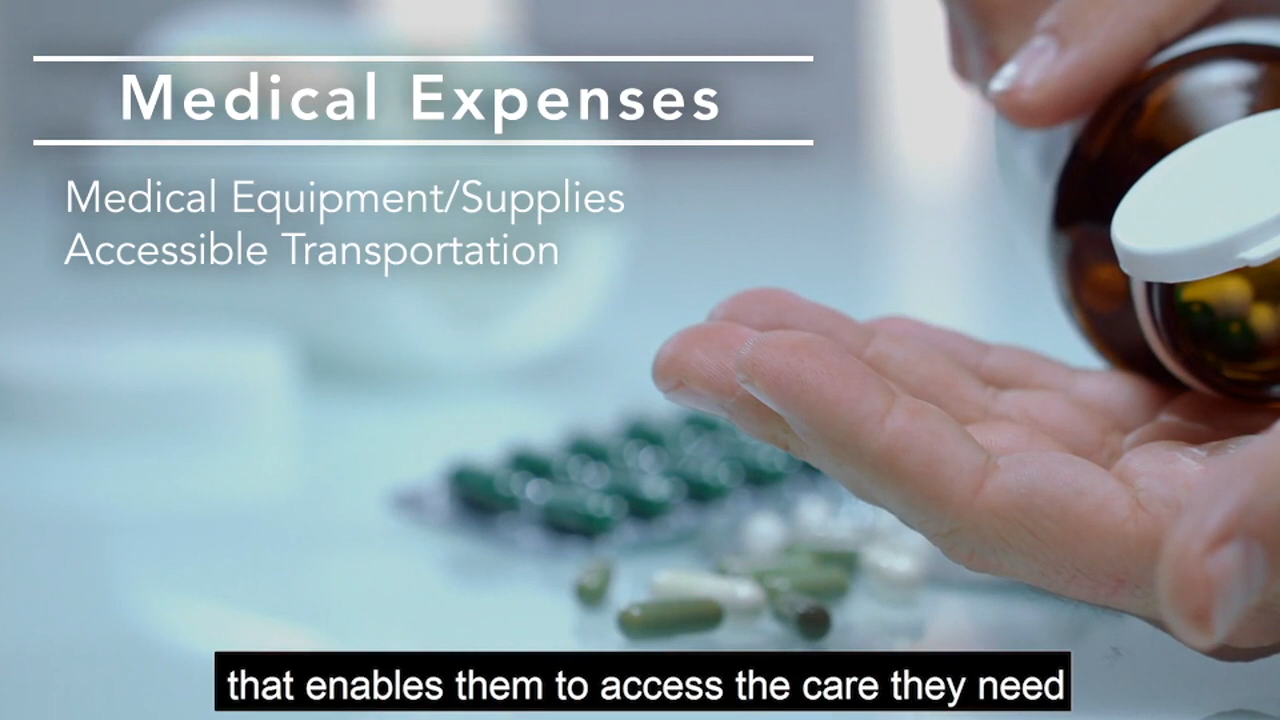 Medical Expenses
Medical Equipment/Supplies
Accessible Transportation
that enables them to access the care they need